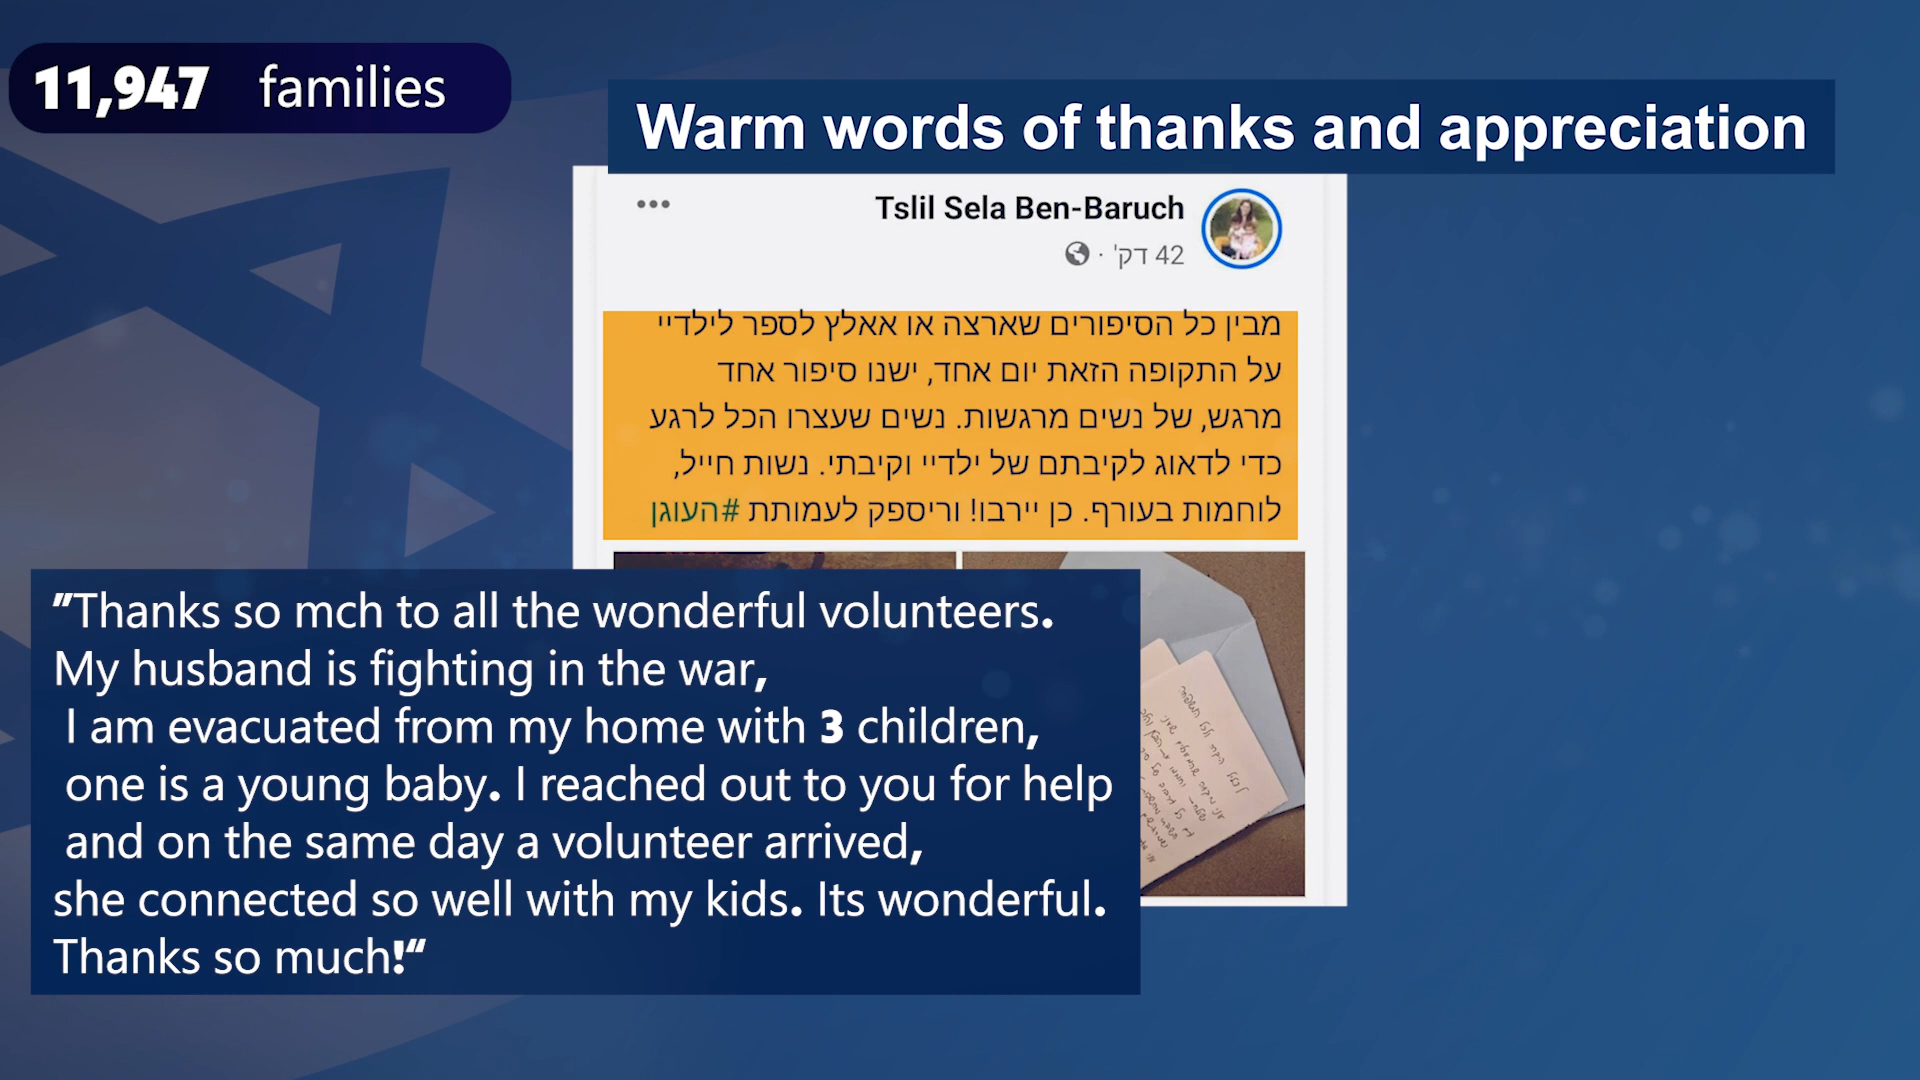 11,947 families
Warm words of thanks and appreciation
Tslil Sela Ben-Baruch
42 דק' ·
מבין כל הסיפורים שארצה או אאלץ לספר לילדיי
על התקופה הזאת יום אחד, ישנו סיפור אחד
מרגש, של נשים מרגשות. נשים שעצרו הכל לרגע
כדי לדאוג לקיבתם של ילדיי וקיבתי. נשות חייל,
לוחמות בעורף. כן יירבו! וריספק לעמותת #העוגן
"Thanks so mch to all the wonderful volunteers.
My husband is fighting in the war,
I am evacuated from my home with 3 children,
one is a young baby. I reached out to you for help
and on the same day a volunteer arrived,
she connected so well with my kids. Its wonderful.
Thanks so much!“